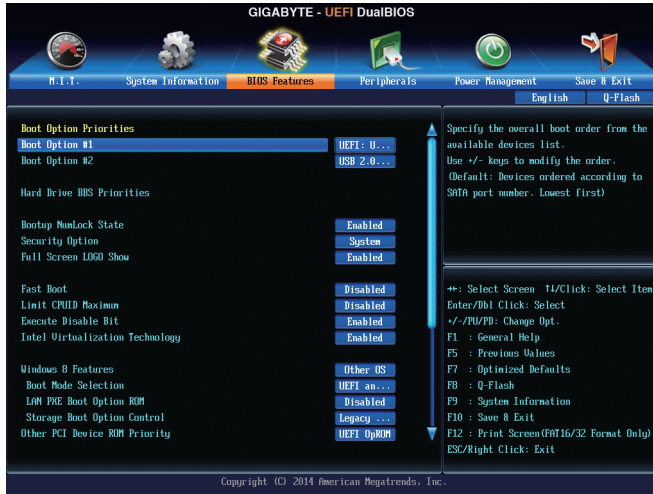 GIGABYTE - UEFI DualBIOS
M.I.T.
System Information
BIOS Features
Peripherals
Power Management
Save & Exit
English
Q-Flash
Boot Option Priorities
Boot Option #1 UEFI: U...
Boot Option #2 USB 2.0...
Hard Drive BBS Priorities
Bootup NumLock State Enabled
Security Option System
Full Screen LOGO Show Enabled
Fast Boot Disabled
Limit CPUID Maximum Disabled
Execute Disable Bit Enabled
Intel Virtualization Technology Enabled
Windows 8 Features Other OS
Boot Mode Selection UEFI an...
LAN PXE Boot Option ROM Disabled
Storage Boot Option Control Legacy ...
Other PCI Device ROM Priority UEFI OpROM
Specify the overall boot order from the
available devices list.
Use +/- keys to modify the order.
(Default: Devices ordered according to
SATA port number. Lowest first)
↔: Select Screen ↑↓/Click: Select Item
Enter/Dbl Click: Select
+/-/PU/PD: Change Opt.
F1 : General Help
F5 : Previous Values
F7 : Optimized Defaults
F8 : Q-Flash
F9 : System Information
F10 : Save & Exit
F12 : Print Screen(FAT16/32 Format Only)
ESC/Right Click: Exit
Copyright (C) 2014 American Megatrends, Inc.